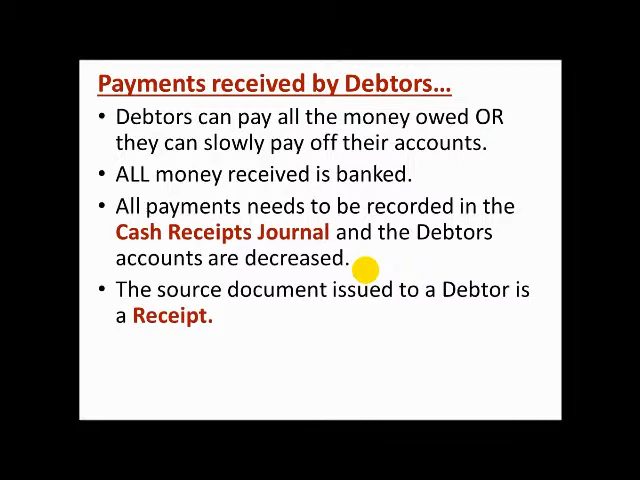 Payments received by Debtors…
• Debtors can pay all the money owed OR
they can slowly pay off their accounts.
• ALL money received is banked.
• All payments needs to be recorded in the
Cash Receipts Journal and the Debtors
accounts are decreased.
• The source document issued to a Debtor is
a Receipt.